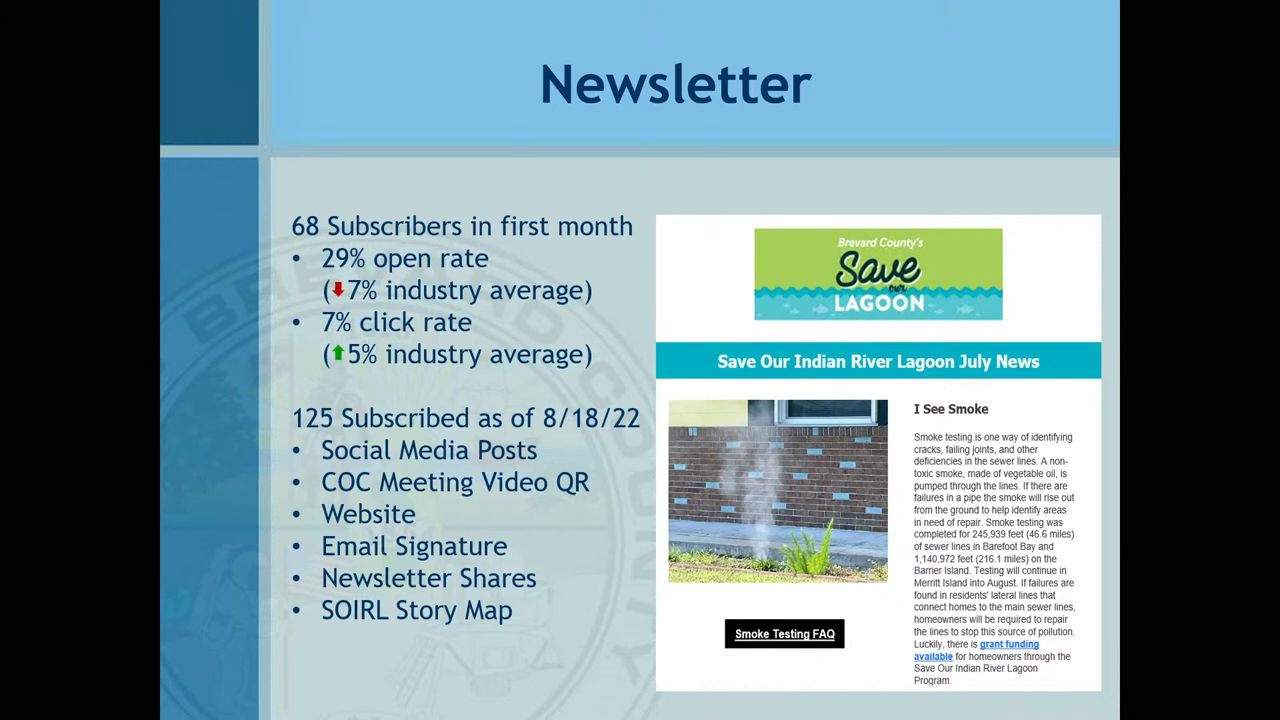 Newsletter
68 Subscribers in first month
• 29% open rate
(⬇7% industry average)
• 7% click rate
(⬆5% industry average)
125 Subscribed as of 8/18/22
• Social Media Posts
• COC Meeting Video QR
• Website
• Email Signature
• Newsletter Shares
• SOIRL Story Map
Brevard County's
Save
our
LAGOON
Save Our Indian River Lagoon July News
I See Smoke
Smoke testing is one way of identifying
cracks, failing joints, and other
deficiencies in the sewer lines. A non-
toxic smoke, made of vegetable oil, is
pumped through the lines. If there are
failures in a pipe the smoke will rise out
from the ground to help identify areas
in need of repair. Smoke testing was
completed for 245,939 feet (46.6 miles)
of sewer lines in Barefoot Bay and
1,140,972 feet (216.1 miles) on the
Barrier Island. Testing will continue in
Merritt Island into August. If failures are
found in residents' lateral lines that
connect homes to the main sewer lines,
homeowners will be required to repair
the lines to stop this source of pollution.
Luckily, there is grant funding
available for homeowners through the
Save Our Indian River Lagoon
Program.
Smoke Testing FAQ
BREVARD COUNTY